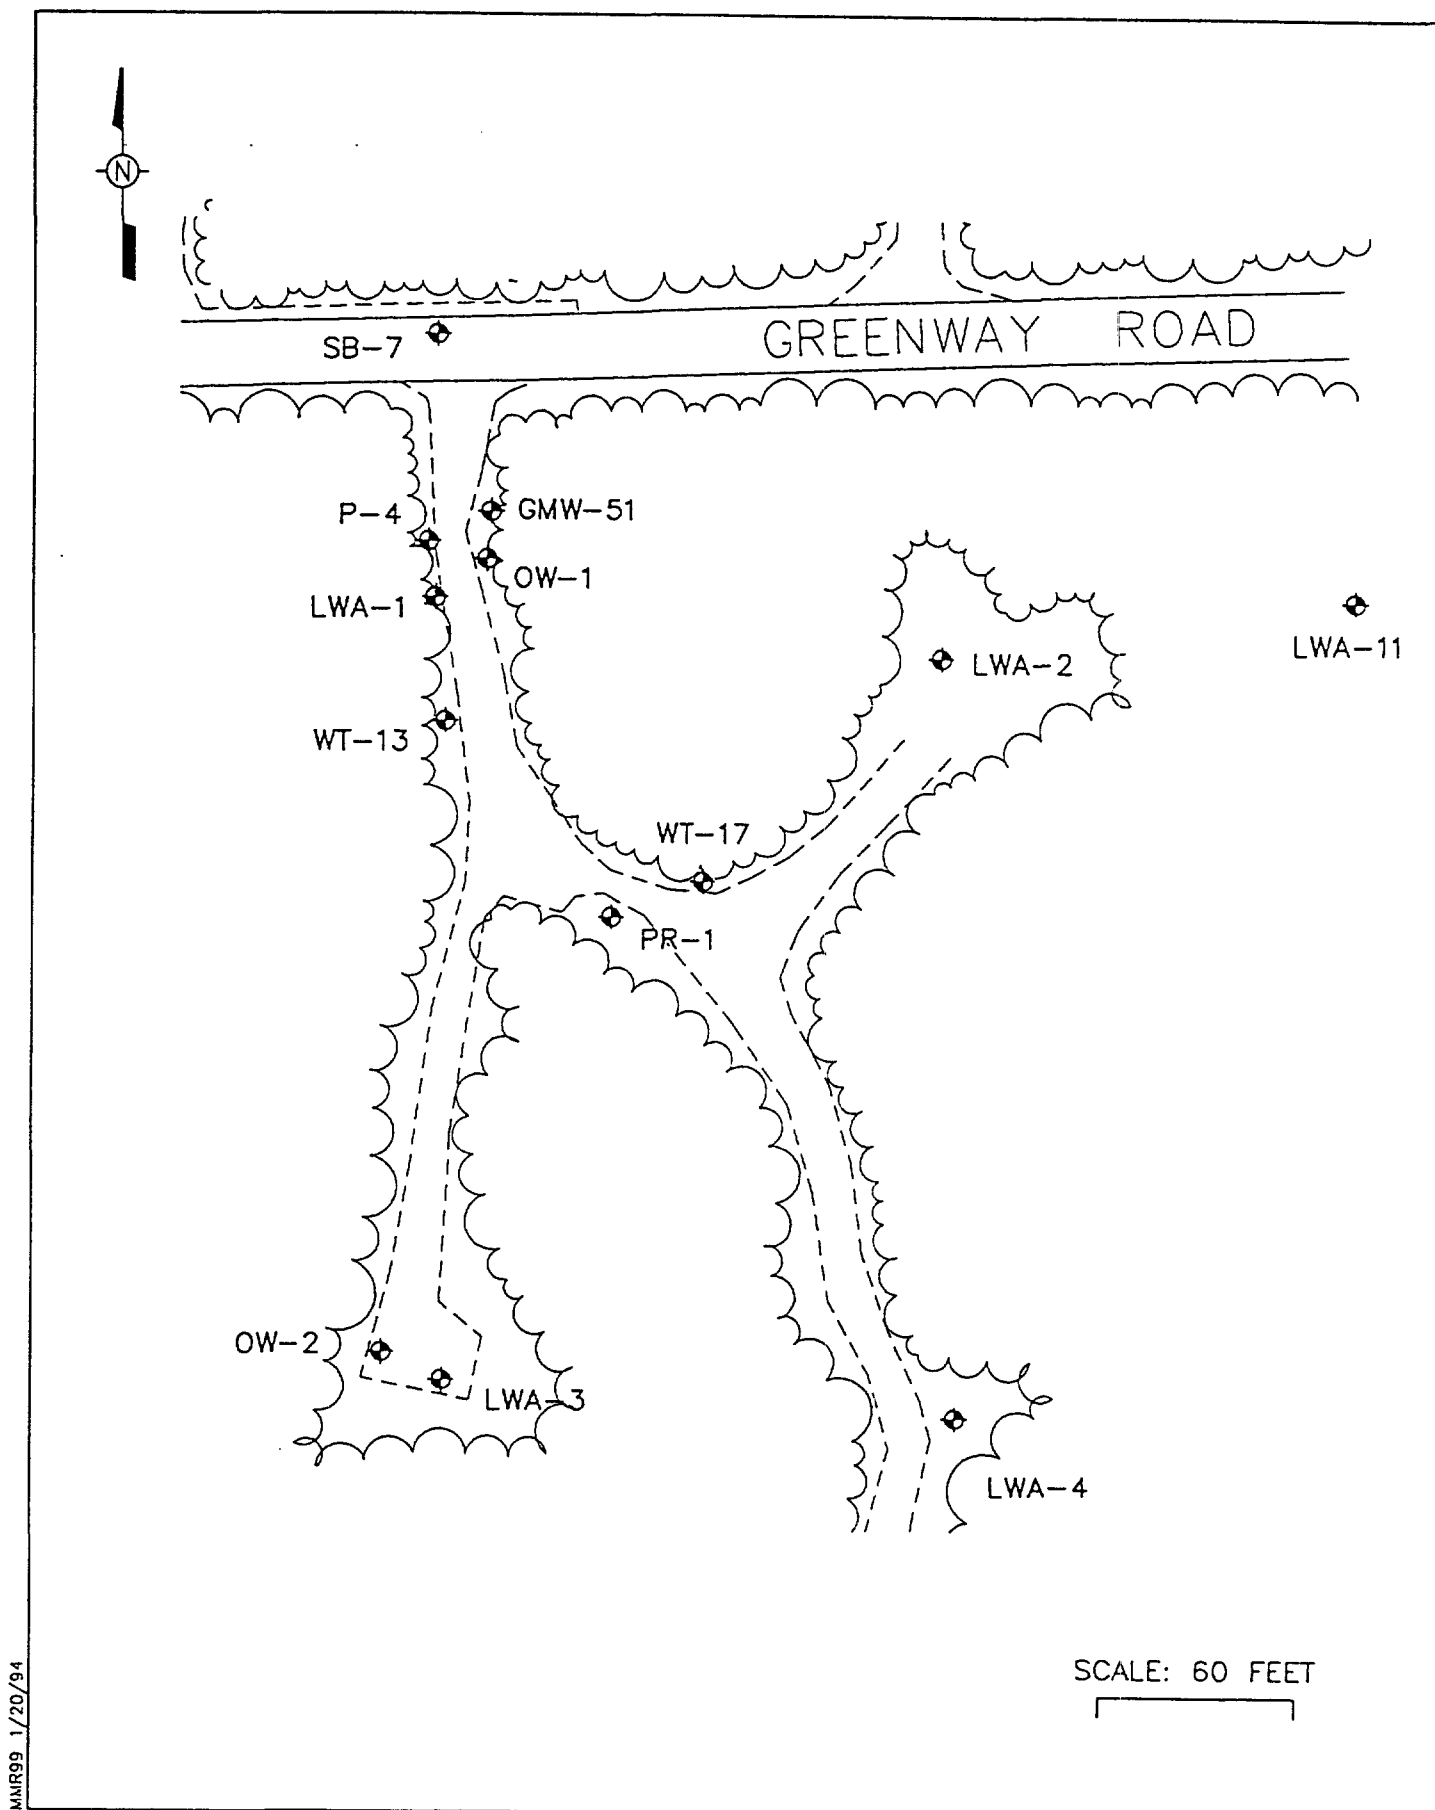 N
SB-7
GREENWAY ROAD
P-4
GMW-51
OW-1
LWA-1
LWA-11
LWA-2
WT-13
WT-17
PR-1
OW-2
LWA-3
LWA-4
SCALE: 60 FEET
MMR99 1/20/94